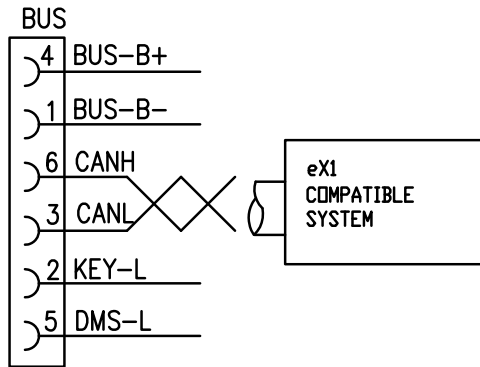 BUS
4 BUS-B+
1 BUS-B-
6 CANH
3 CANL
2 KEY-L
5 DMS-L
eX1
COMPATIBLE
SYSTEM